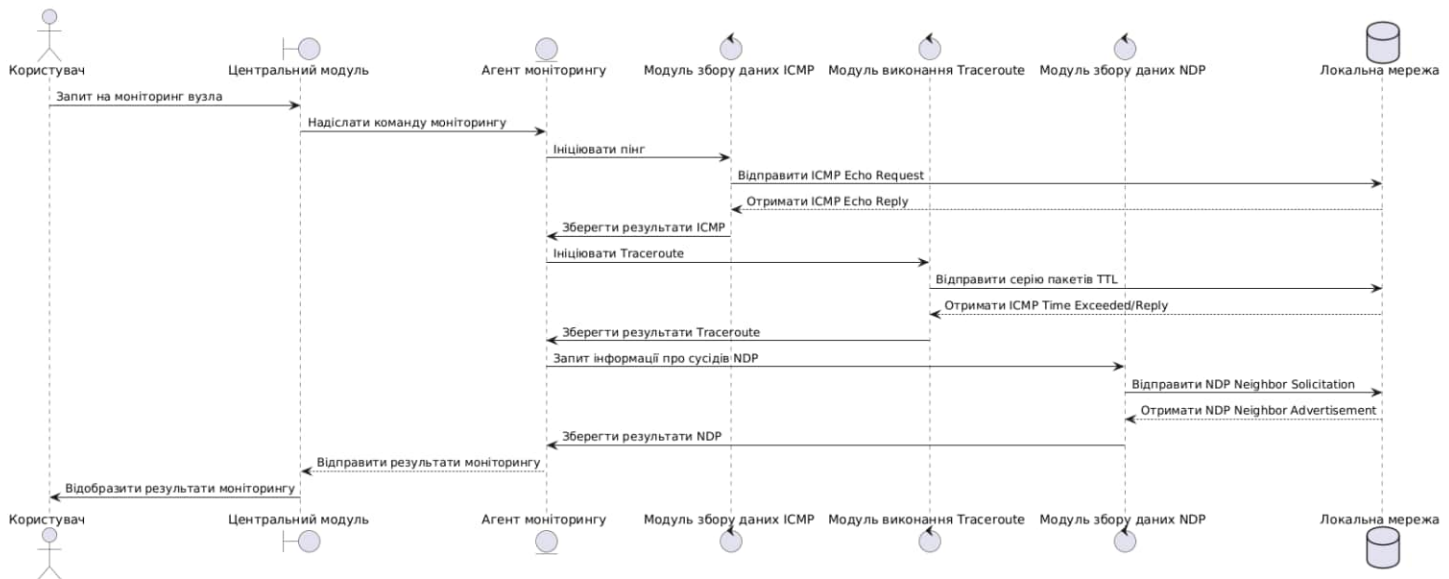 Користувач
Центральний модуль
Агент моніторингу
Модуль збору даних ICMP
Модуль виконання Traceroute
Модуль збору даних NDP
Локальна мережа
Запит на моніторинг вузла
Надіслати команду моніторингу
Ініціювати пінг
Відправити ICMP Echo Request
Отримати ICMP Echo Reply
Зберегти результати ICMP
Ініціювати Traceroute
Відправити серію пакетів TTL
Отримати ICMP Time Exceeded/Reply
Зберегти результати Traceroute
Запит інформації про сусідів NDP
Відправити NDP Neighbor Solicitation
Отримати NDP Neighbor Advertisement
Зберегти результати NDP
Відправити результати моніторингу
Відобразити результати моніторингу
Користувач
Центральний модуль
Агент моніторингу
Модуль збору даних ICMP
Модуль виконання Traceroute
Модуль збору даних NDP
Локальна мережа